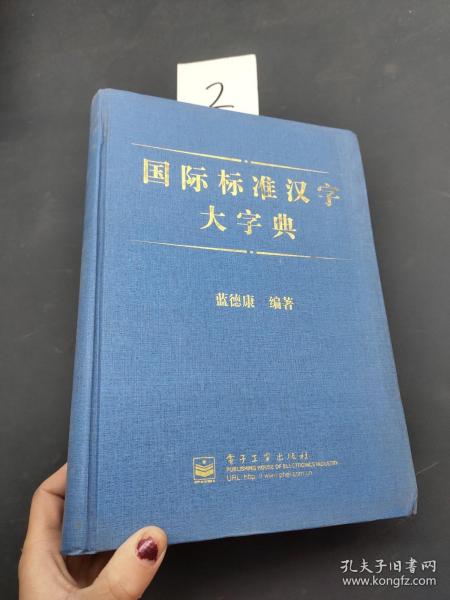 2
国际标准汉字
大字典
蓝德康 编著
电子工业出版社
PUBLISHING HOUSE OF ELECTRONICS INDUSTRY
URL: http://www.phei.com.cn
孔夫子旧书网
www.kongfz.com